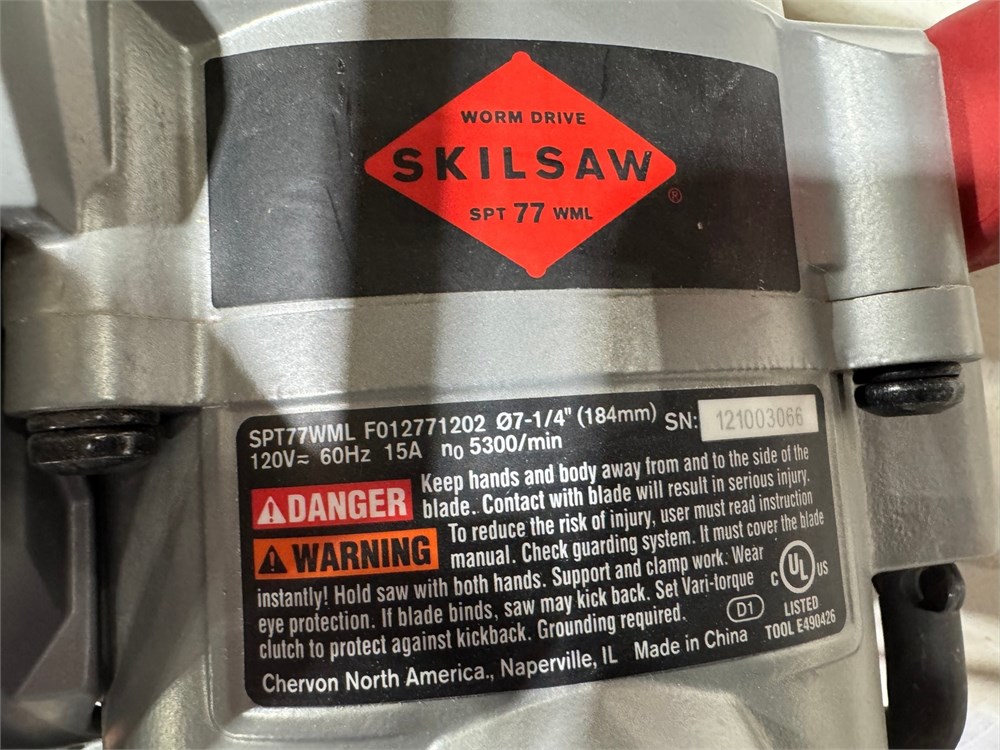 WORM DRIVE
SKILSAW
®
SPT 77 WML
SPT77WML F012771202 Ø7-1/4" (184mm) SN: 121003066
120V≂ 60Hz 15A n0 5300/min
DANGER Keep hands and body away from and to the side of the
blade. Contact with blade will result in serious injury.
WARNING To reduce the risk of injury, user must read instruction
manual. Check guarding system. It must cover the blade
instantly! Hold saw with both hands. Support and clamp work. Wear
eye protection. If blade binds, saw may kick back. Set Vari-torque
clutch to protect against kickback. Grounding required.
D1
C UL US
LISTED
TOOL E490426
Chervon North America., Naperville, IL Made in China